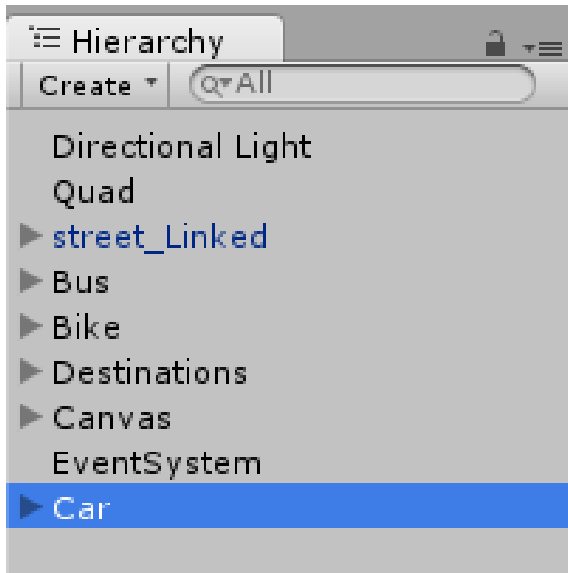 Hierarchy
Create All
Directional Light
Quad
street_Linked
Bus
Bike
Destinations
Canvas
EventSystem
Car